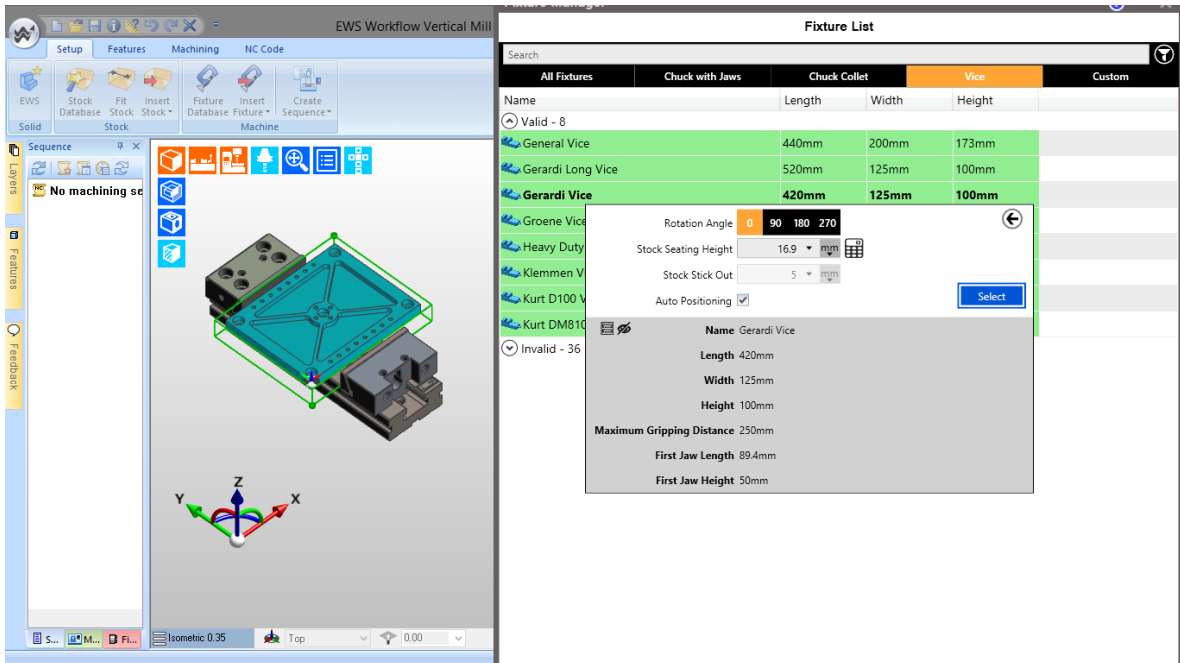 EWS Workflow Vertical Mill
Setup Features Machining NC Code
EWS
Stock Database
Fit Stock
Insert Stock
Fixture Database
Insert Fixture
Create Sequence
Solid Stock Machine
Layers
Features
Feedback
Sequence
NC No machining se
Z
Y X
S... M... Fi...
Isometric 0.35 Top 0.00
Fixture Manager
Fixture List
Search
All Fixtures Chuck with Jaws Chuck Collet Vice Custom
Name Length Width Height
Valid - 8
General Vice 440mm 200mm 173mm
Gerardi Long Vice 520mm 125mm 100mm
Gerardi Vice 420mm 125mm 100mm
Groene Vice
Heavy Duty
Klemmen V
Kurt D100 V
Kurt DM810
Invalid - 36
Rotation Angle 0 90 180 270
Stock Seating Height 16.9 mm
Stock Stick Out 5 mm
Auto Positioning
Select
Name Gerardi Vice
Length 420mm
Width 125mm
Height 100mm
Maximum Gripping Distance 250mm
First Jaw Length 89.4mm
First Jaw Height 50mm